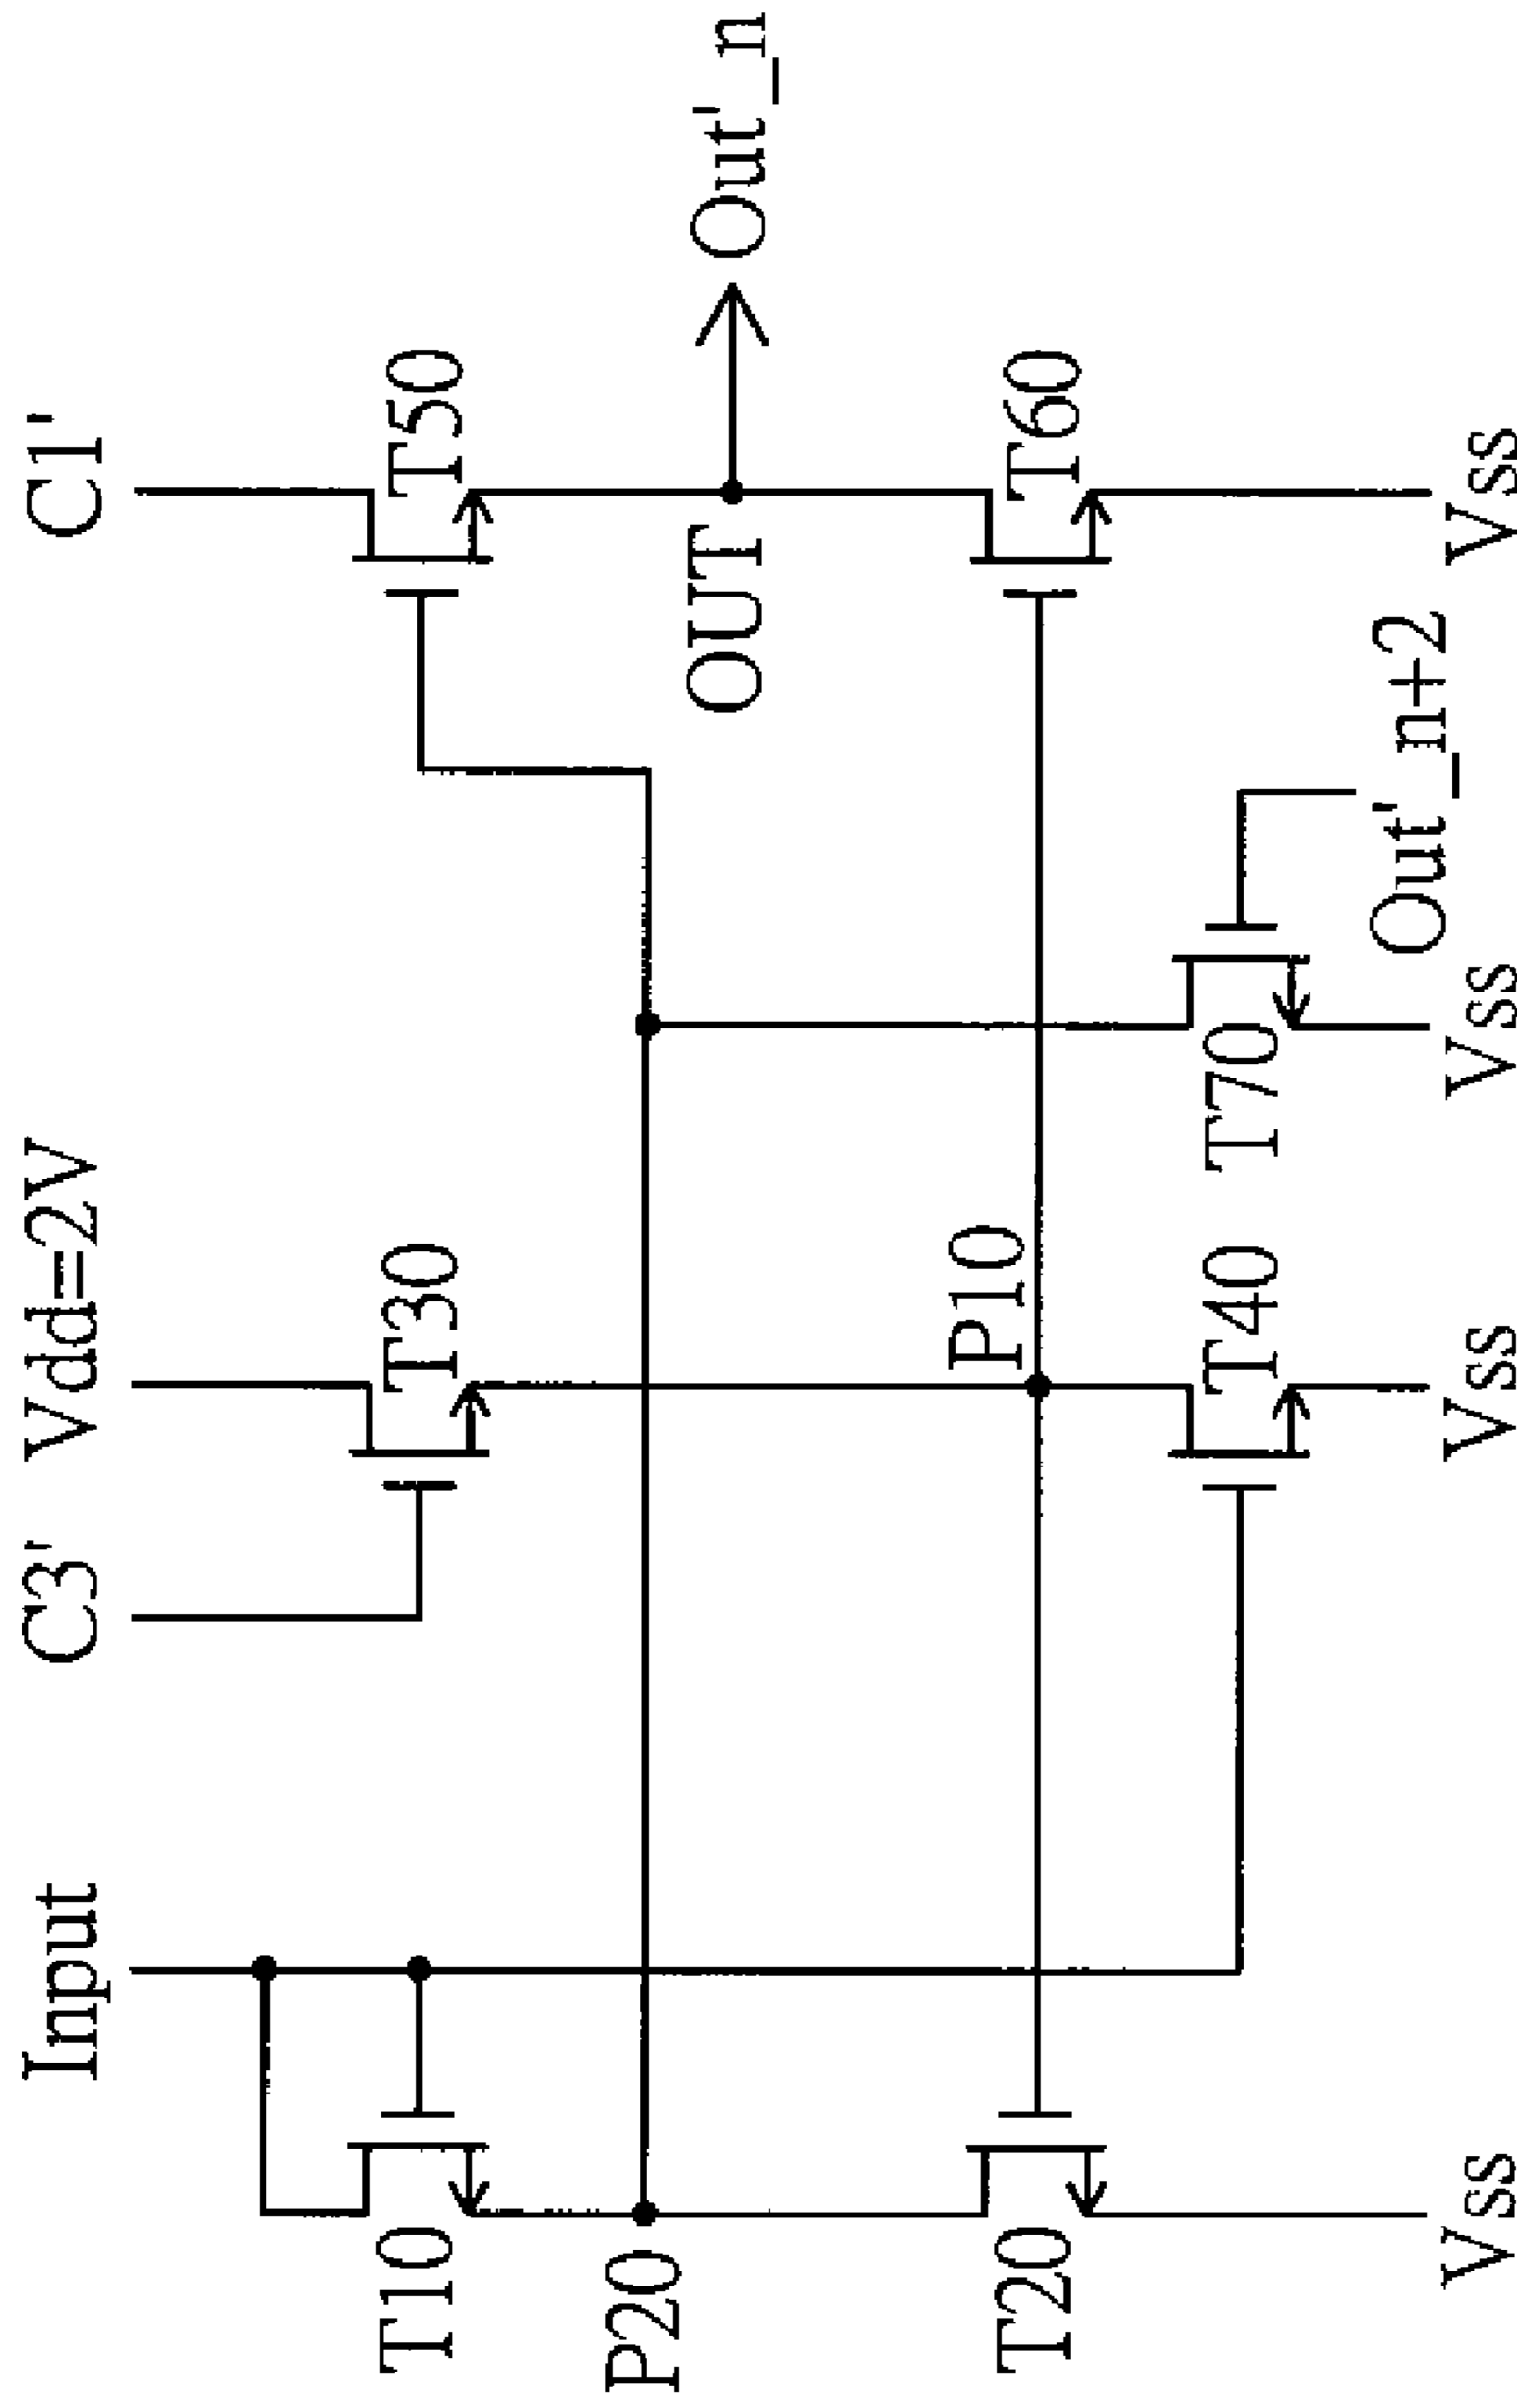 Input
C3'
Vdd=2V
C1'
T10
T30
T50
P20
OUT
Out'_n
P10
T20
T40
T70
T60
Out'_n+2
Vss
Vss
Vss
Vss